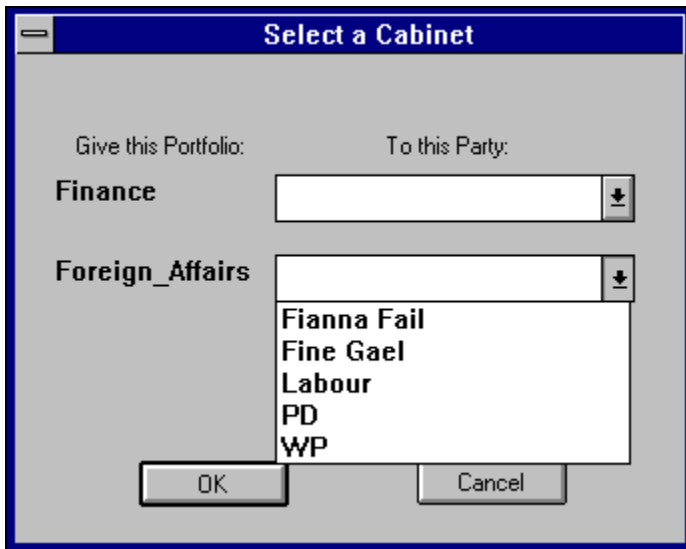 Select a Cabinet
Give this Portfolio: To this Party:
Finance
Foreign_Affairs
Fianna Fail
Fine Gael
Labour
PD
WP
OK Cancel